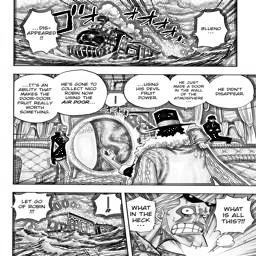 BLUENO
...
...DIS-
APPEARED
!!
HE DIDN'T
DISAPPEAR.
HE JUST
MADE A DOOR
IN THE WALL
OF THE
ATMOSPHERE
...USING
HIS DEVIL
FRUIT
POWER.
!
HE'S GONE TO
COLLECT NICO
ROBIN NOW
USING THE
AIR DOOR...
...IT'S AN
ABILITY THAT
MAKES THE
DOOR-DOOR
FRUIT REALLY
WORTH
SOMETHING.
WHAT IS
ALL THIS?!!
WHAT
IN THE
HECK
...
!!
LET GO
OF ROBIN
!!!